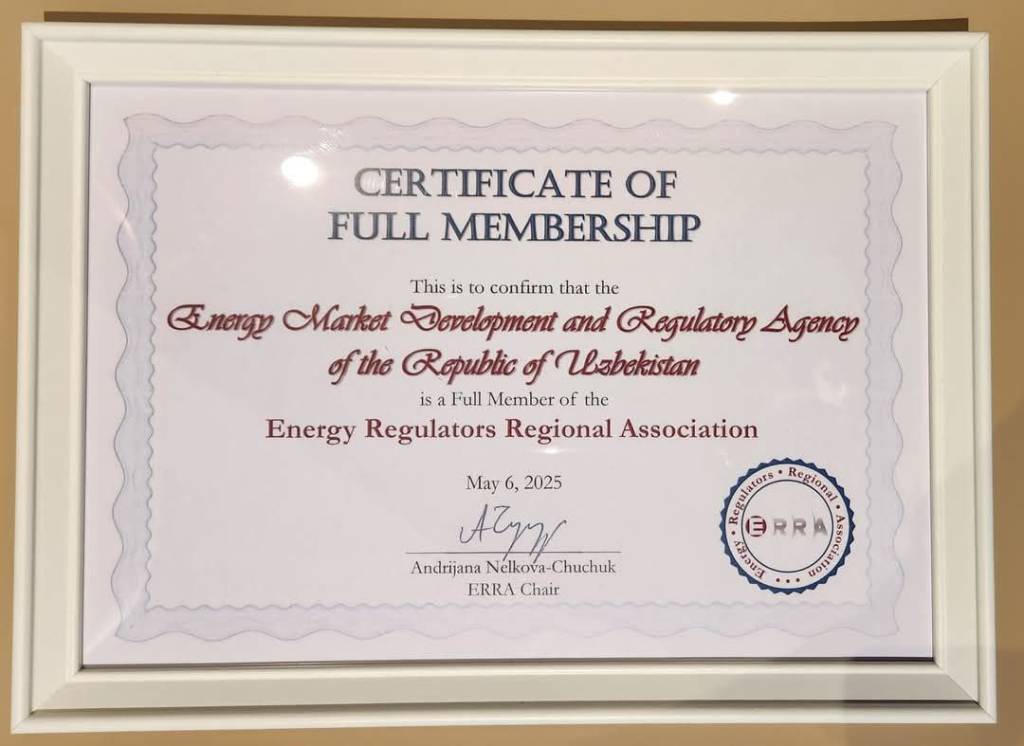 CERTIFICATE OF
FULL MEMBERSHIP
This is to confirm that the
Energy Market Development and Regulatory Agency
of the Republic of Uzbekistan
is a Full Member of the
Energy Regulators Regional Association
May 6, 2025
Andrijana Nelkova-Chuchuk
ERRA Chair
Energy • Regulators • Regional • Association • • •
ERRA